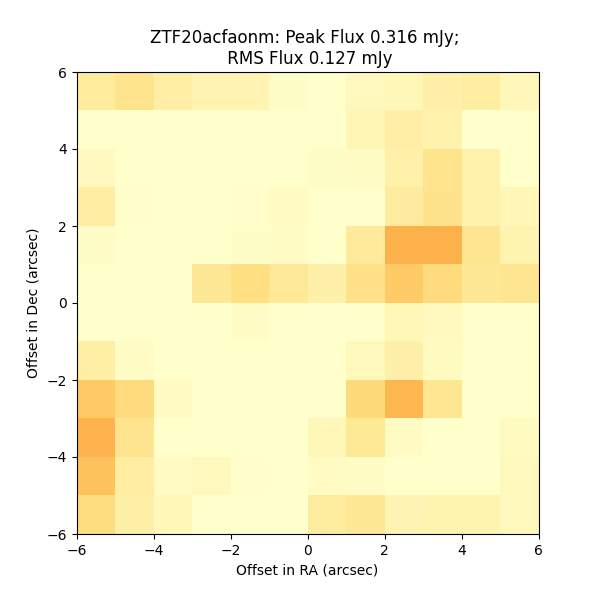 ZTF20acfaonm: Peak Flux 0.316 mJy;
RMS Flux 0.127 mJy
6
4
2
0
−2
−4
−6
Offset in Dec (arcsec)
−6 −4 −2 0 2 4 6
Offset in RA (arcsec)